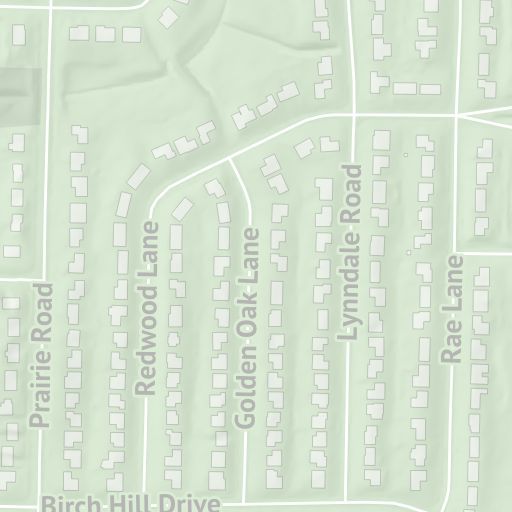 Lynndale Road
Redwood Lane
Golden Oak Lane
Rae Lane
Prairie Road
Birch Hill Drive